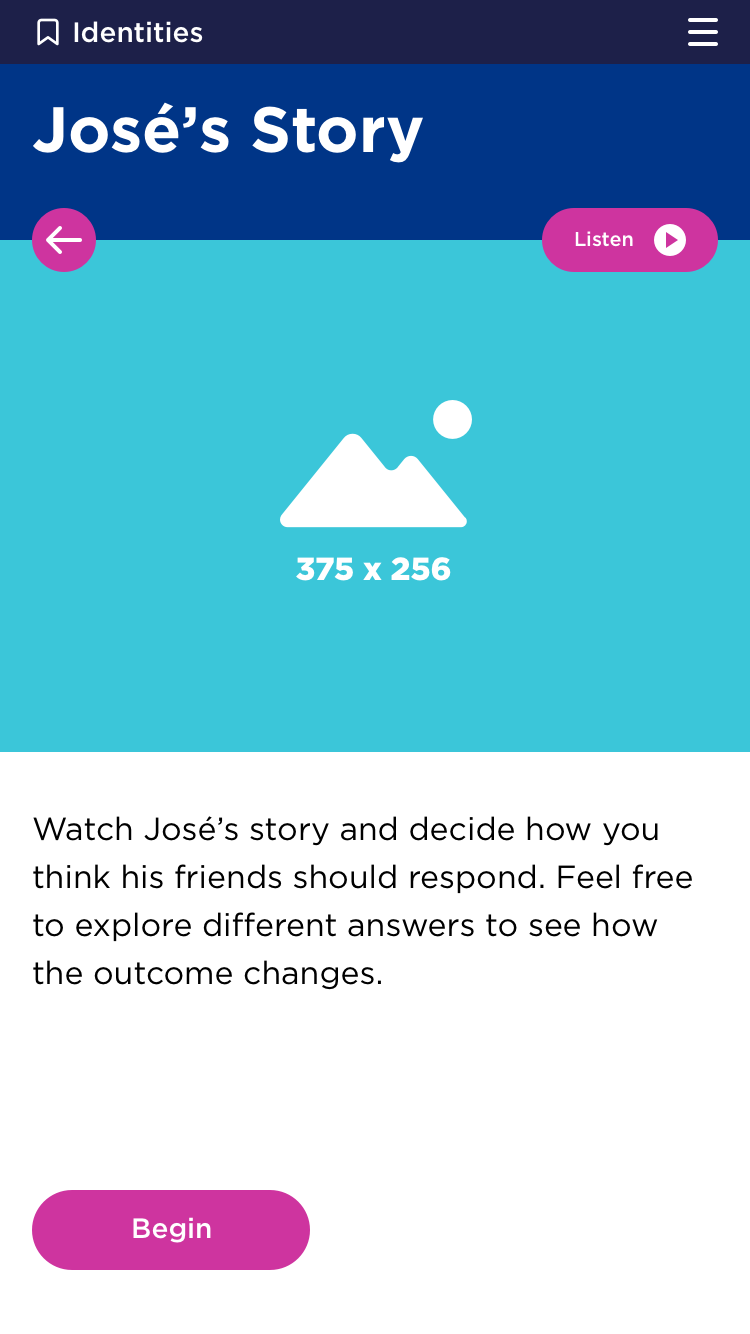 Identities
José’s Story
Listen
375 x 256
Watch José’s story and decide how you
think his friends should respond. Feel free
to explore different answers to see how
the outcome changes.
Begin